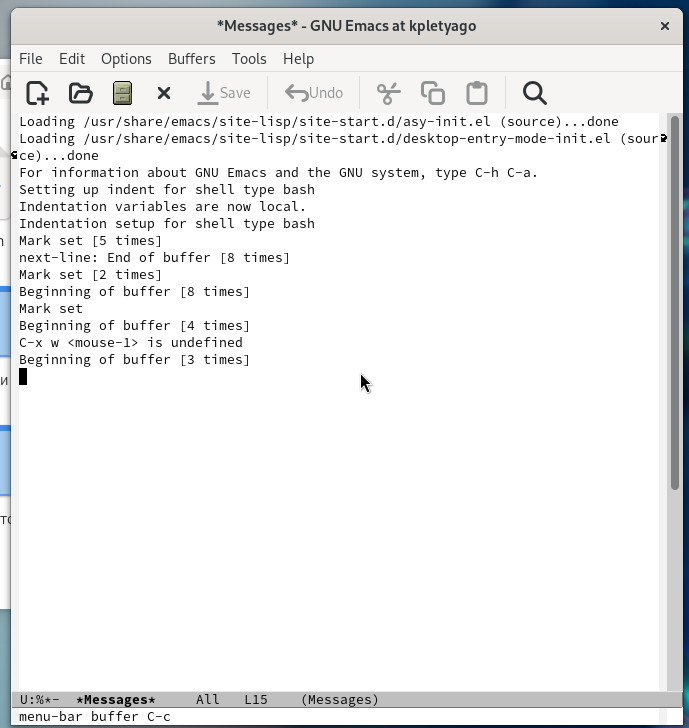 *Messages* - GNU Emacs at kpletyago
File Edit Options Buffers Tools Help
Save Undo
Loading /usr/share/emacs/site-lisp/site-start.d/asy-init.el (source)...done
Loading /usr/share/emacs/site-lisp/site-start.d/desktop-entry-mode-init.el (sour
ce)...done
For information about GNU Emacs and the GNU system, type C-h C-a.
Setting up indent for shell type bash
Indentation variables are now local.
Indentation setup for shell type bash
Mark set [5 times]
next-line: End of buffer [8 times]
Mark set [2 times]
Beginning of buffer [8 times]
Mark set
Beginning of buffer [4 times]
C-x w <mouse-1> is undefined
Beginning of buffer [3 times]
U:%*- *Messages* All L15 (Messages)
menu-bar buffer C-c